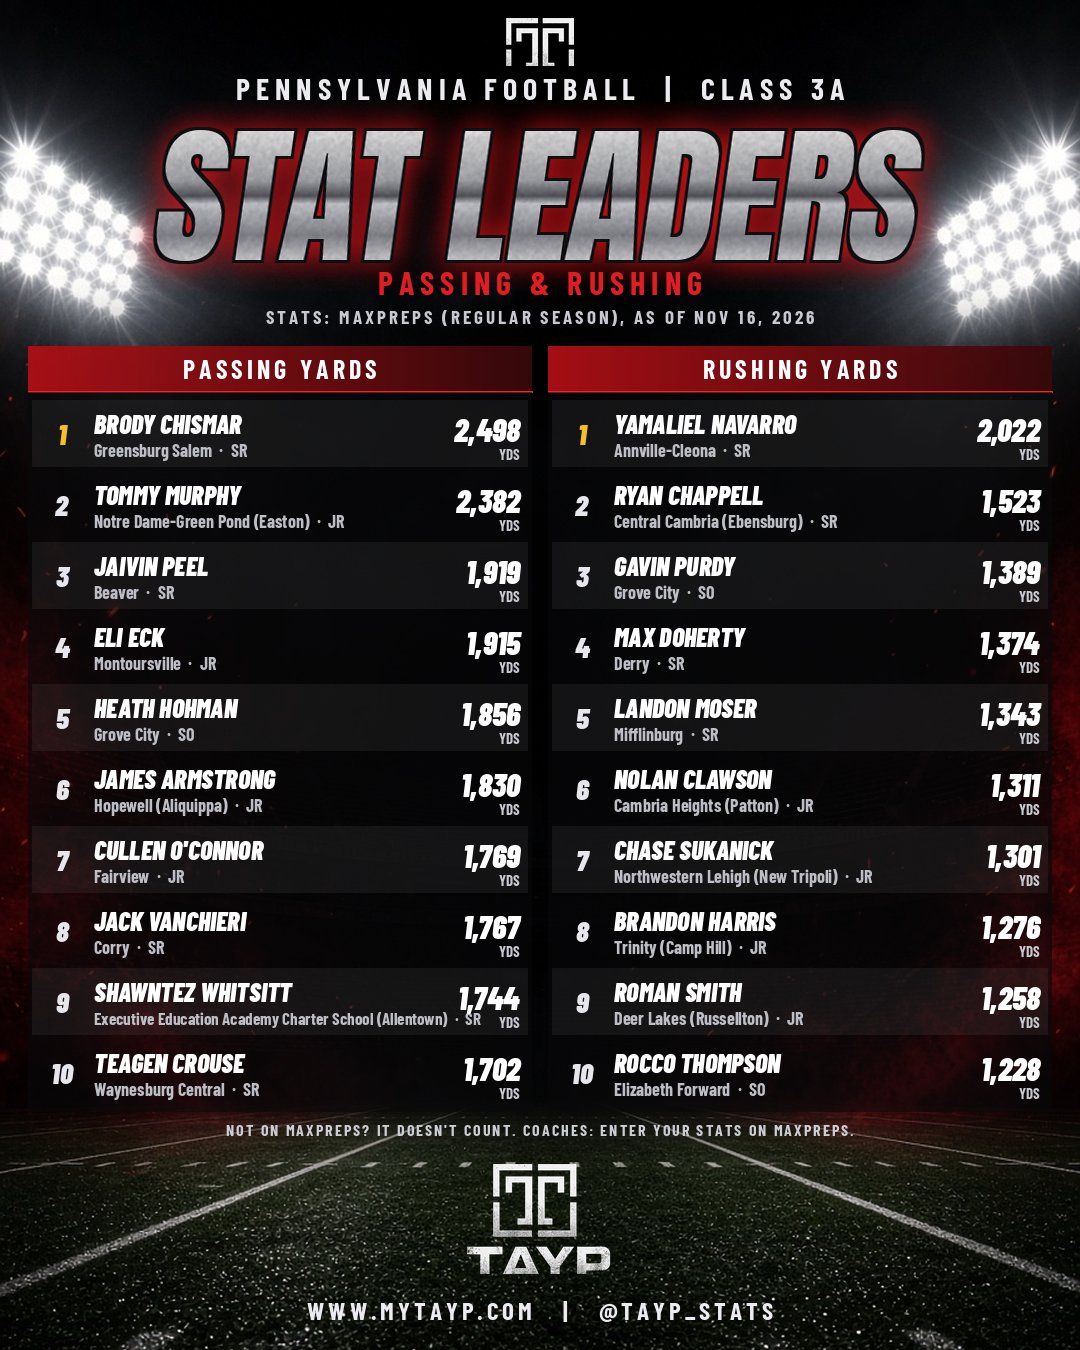 PENNSYLVANIA FOOTBALL | CLASS 3A
STAT LEADERS
PASSING & RUSHING
STATS: MAXPREPS (REGULAR SEASON), AS OF NOV 16, 2026
PASSING YARDS
1 BRODY CHISMAR 2,498
Greensburg Salem · SR YDS
2 TOMMY MURPHY 2,382
Notre Dame-Green Pond (Easton) · JR YDS
3 JAIVIN PEEL 1,919
Beaver · SR YDS
4 ELI ECK 1,915
Montoursville · JR YDS
5 HEATH HOHMAN 1,856
Grove City · SO YDS
6 JAMES ARMSTRONG 1,830
Hopewell (Aliquippa) · JR YDS
7 CULLEN O'CONNOR 1,769
Fairview · JR YDS
8 JACK VANCHIERI 1,767
Corry · SR YDS
9 SHAWNTEZ WHITSITT 1,744
Executive Education Academy Charter School (Allentown) · SR YDS
10 TEAGEN CROUSE 1,702
Waynesburg Central · SR YDS
RUSHING YARDS
1 YAMALIEL NAVARRO 2,022
Annville-Cleona · SR YDS
2 RYAN CHAPPELL 1,523
Central Cambria (Ebensburg) · SR YDS
3 GAVIN PURDY 1,389
Grove City · SO YDS
4 MAX DOHERTY 1,374
Derry · SR YDS
5 LANDON MOSER 1,343
Mifflinburg · SR YDS
6 NOLAN CLAWSON 1,311
Cambria Heights (Patton) · JR YDS
7 CHASE SUKANICK 1,301
Northwestern Lehigh (New Tripoli) · JR YDS
8 BRANDON HARRIS 1,276
Trinity (Camp Hill) · JR YDS
9 ROMAN SMITH 1,258
Deer Lakes (Russellton) · JR YDS
10 ROCCO THOMPSON 1,228
Elizabeth Forward · SO YDS
NOT ON MAXPREPS? IT DOESN'T COUNT. COACHES: ENTER YOUR STATS ON MAXPREPS.
TAYP
WWW.MYTAYP.COM | @TAYP_STATS